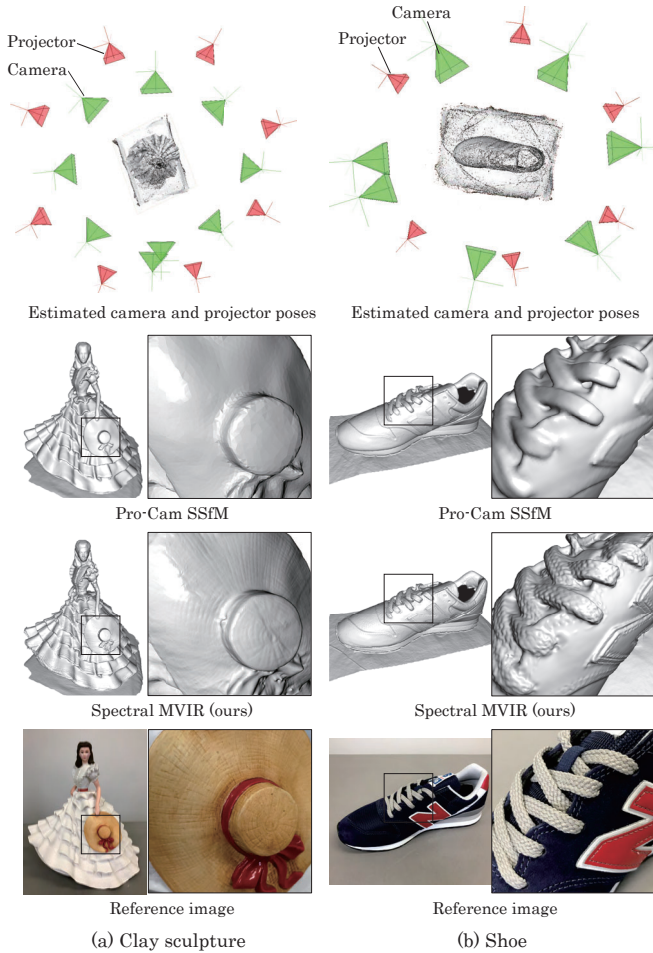 Projector
Camera
Camera
Projector
Estimated camera and projector poses
Estimated camera and projector poses
Pro-Cam SSfM
Pro-Cam SSfM
Spectral MVIR (ours)
Spectral MVIR (ours)
Reference image
Reference image
(a) Clay sculpture
(b) Shoe